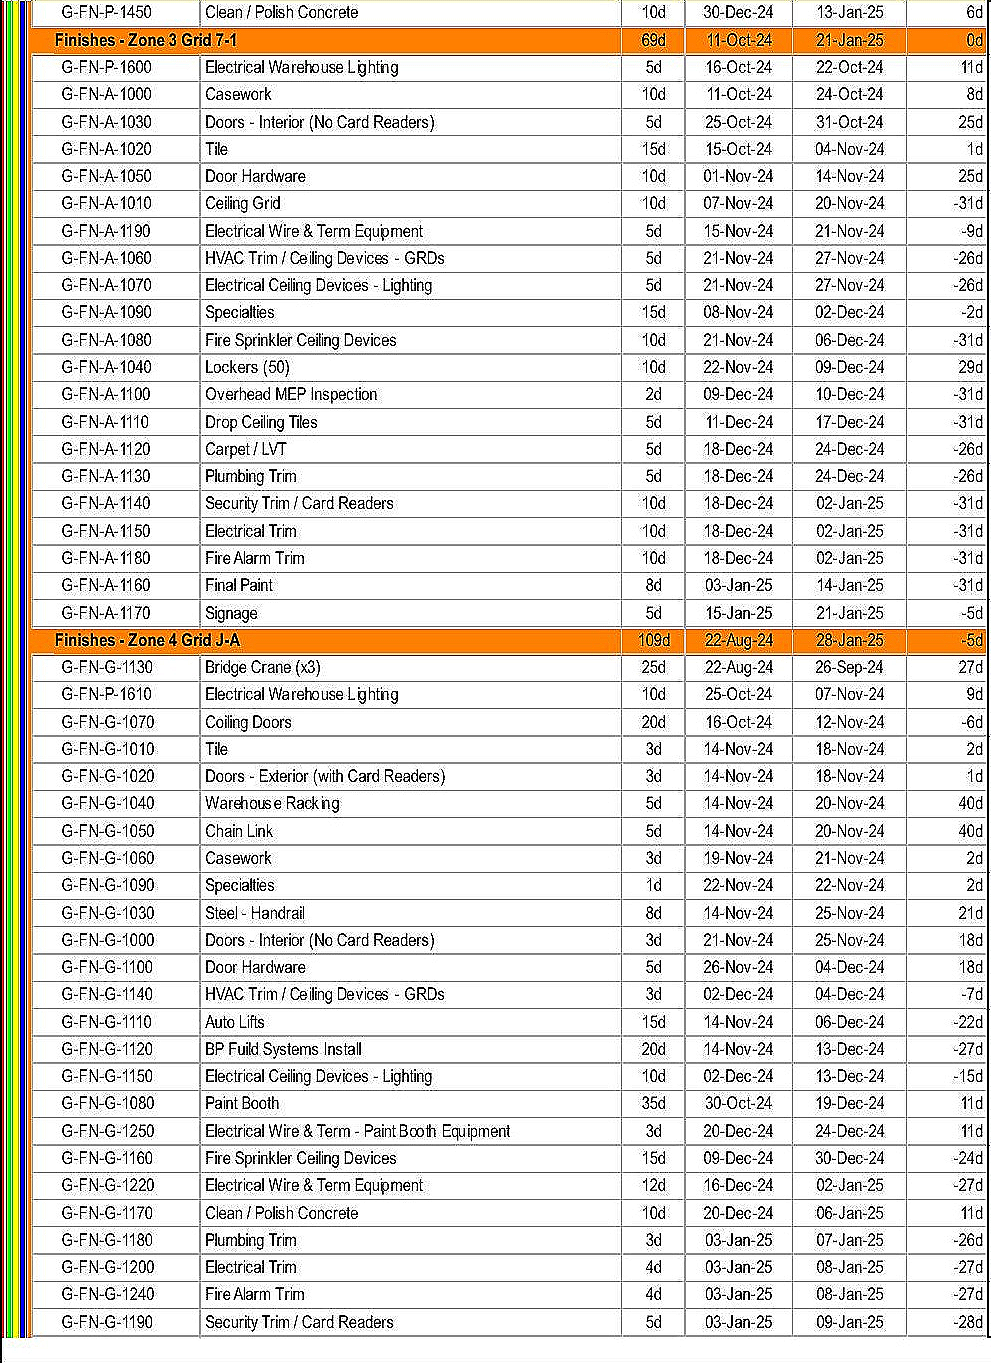 G-FN-P-1450 Clean / Polish Concrete 10d 30-Dec-24 13-Jan-25 6d
Finishes - Zone 3 Grid 7-1 69d 11-Oct-24 21-Jan-25 0d
G-FN-P-1600 Electrical Warehouse Lighting 5d 16-Oct-24 22-Oct-24 11d
G-FN-A-1000 Casework 10d 11-Oct-24 24-Oct-24 8d
G-FN-A-1030 Doors - Interior (No Card Readers) 5d 25-Oct-24 31-Oct-24 25d
G-FN-A-1020 Tile 15d 15-Oct-24 04-Nov-24 1d
G-FN-A-1050 Door Hardware 10d 01-Nov-24 14-Nov-24 25d
G-FN-A-1010 Ceiling Grid 10d 07-Nov-24 20-Nov-24 -31d
G-FN-A-1190 Electrical Wire & Term Equipment 5d 15-Nov-24 21-Nov-24 -9d
G-FN-A-1060 HVAC Trim / Ceiling Devices - GRDs 5d 21-Nov-24 27-Nov-24 -26d
G-FN-A-1070 Electrical Ceiling Devices - Lighting 5d 21-Nov-24 27-Nov-24 -26d
G-FN-A-1090 Specialties 15d 08-Nov-24 02-Dec-24 -2d
G-FN-A-1080 Fire Sprinkler Ceiling Devices 10d 21-Nov-24 06-Dec-24 -31d
G-FN-A-1040 Lockers (50) 10d 22-Nov-24 09-Dec-24 29d
G-FN-A-1100 Overhead MEP Inspection 2d 09-Dec-24 10-Dec-24 -31d
G-FN-A-1110 Drop Ceiling Tiles 5d 11-Dec-24 17-Dec-24 -31d
G-FN-A-1120 Carpet / LVT 5d 18-Dec-24 24-Dec-24 -26d
G-FN-A-1130 Plumbing Trim 5d 18-Dec-24 24-Dec-24 -26d
G-FN-A-1140 Security Trim / Card Readers 10d 18-Dec-24 02-Jan-25 -31d
G-FN-A-1150 Electrical Trim 10d 18-Dec-24 02-Jan-25 -31d
G-FN-A-1180 Fire Alarm Trim 10d 18-Dec-24 02-Jan-25 -31d
G-FN-A-1160 Final Paint 8d 03-Jan-25 14-Jan-25 -31d
G-FN-A-1170 Signage 5d 15-Jan-25 21-Jan-25 -5d
Finishes - Zone 4 Grid J-A 109d 22-Aug-24 28-Jan-25 -5d
G-FN-G-1130 Bridge Crane (x3) 25d 22-Aug-24 26-Sep-24 27d
G-FN-P-1610 Electrical Warehouse Lighting 10d 25-Oct-24 07-Nov-24 9d
G-FN-G-1070 Coiling Doors 20d 16-Oct-24 12-Nov-24 -6d
G-FN-G-1010 Tile 3d 14-Nov-24 18-Nov-24 2d
G-FN-G-1020 Doors - Exterior (with Card Readers) 3d 14-Nov-24 18-Nov-24 1d
G-FN-G-1040 Warehouse Racking 5d 14-Nov-24 20-Nov-24 40d
G-FN-G-1050 Chain Link 5d 14-Nov-24 20-Nov-24 40d
G-FN-G-1060 Casework 3d 19-Nov-24 21-Nov-24 2d
G-FN-G-1090 Specialties 1d 22-Nov-24 22-Nov-24 2d
G-FN-G-1030 Steel - Handrail 8d 14-Nov-24 25-Nov-24 21d
G-FN-G-1000 Doors - Interior (No Card Readers) 3d 21-Nov-24 25-Nov-24 18d
G-FN-G-1100 Door Hardware 5d 26-Nov-24 04-Dec-24 18d
G-FN-G-1140 HVAC Trim / Ceiling Devices - GRDs 3d 02-Dec-24 04-Dec-24 -7d
G-FN-G-1110 Auto Lifts 15d 14-Nov-24 06-Dec-24 -22d
G-FN-G-1120 BP Fuild Systems Install 20d 14-Nov-24 13-Dec-24 -27d
G-FN-G-1150 Electrical Ceiling Devices - Lighting 10d 02-Dec-24 13-Dec-24 -15d
G-FN-G-1080 Paint Booth 35d 30-Oct-24 19-Dec-24 11d
G-FN-G-1250 Electrical Wire & Term - Paint Booth Equipment 3d 20-Dec-24 24-Dec-24 11d
G-FN-G-1160 Fire Sprinkler Ceiling Devices 15d 09-Dec-24 30-Dec-24 -24d
G-FN-G-1220 Electrical Wire & Term Equipment 12d 16-Dec-24 02-Jan-25 -27d
G-FN-G-1170 Clean / Polish Concrete 10d 20-Dec-24 06-Jan-25 11d
G-FN-G-1180 Plumbing Trim 3d 03-Jan-25 07-Jan-25 -26d
G-FN-G-1200 Electrical Trim 4d 03-Jan-25 08-Jan-25 -27d
G-FN-G-1240 Fire Alarm Trim 4d 03-Jan-25 08-Jan-25 -27d
G-FN-G-1190 Security Trim / Card Readers 5d 03-Jan-25 09-Jan-25 -28d